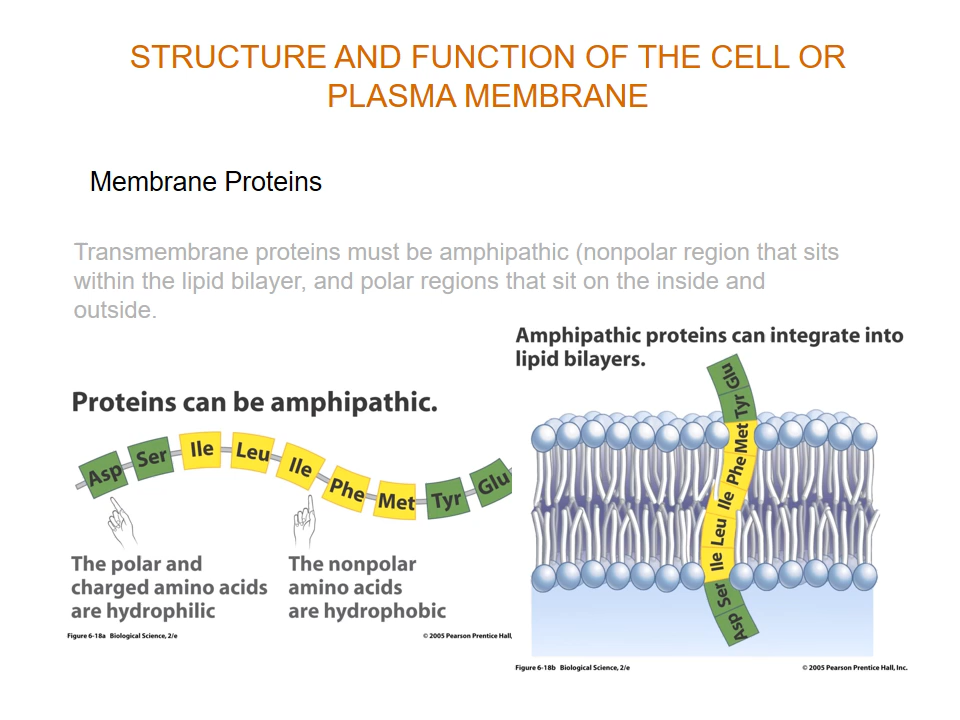 STRUCTURE AND FUNCTION OF THE CELL OR
PLASMA MEMBRANE
Membrane Proteins
Transmembrane proteins must be amphipathic (nonpolar region that sits
within the lipid bilayer, and polar regions that sit on the inside and
outside.
Proteins can be amphipathic.
Asp Ser Ile Leu Ile Phe Met Tyr Glu
The polar and
charged amino acids
are hydrophilic
The nonpolar
amino acids
are hydrophobic
Figure 6-18a Biological Science, 2/e
© 2005 Pearson Prentice Hall,
Amphipathic proteins can integrate into
lipid bilayers.
Glu
Tyr
Met
Phe
Ile
Leu
Ile
Ser
Asp
Figure 6-18b Biological Science, 2/e
© 2005 Pearson Prentice Hall, Inc.